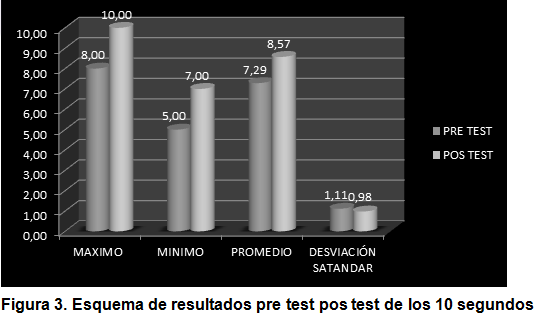 10,00
9,00
8,00
7,00
6,00
5,00
4,00
3,00
2,00
1,00
0,00
8,00
10,00
5,00
7,00
7,29
8,57
1,11
0,98
MAXIMO
MINIMO
PROMEDIO
DESVIACIÓN
SATANDAR
PRE TEST
POS TEST
Figura 3. Esquema de resultados pre test pos test de los 10 segundos